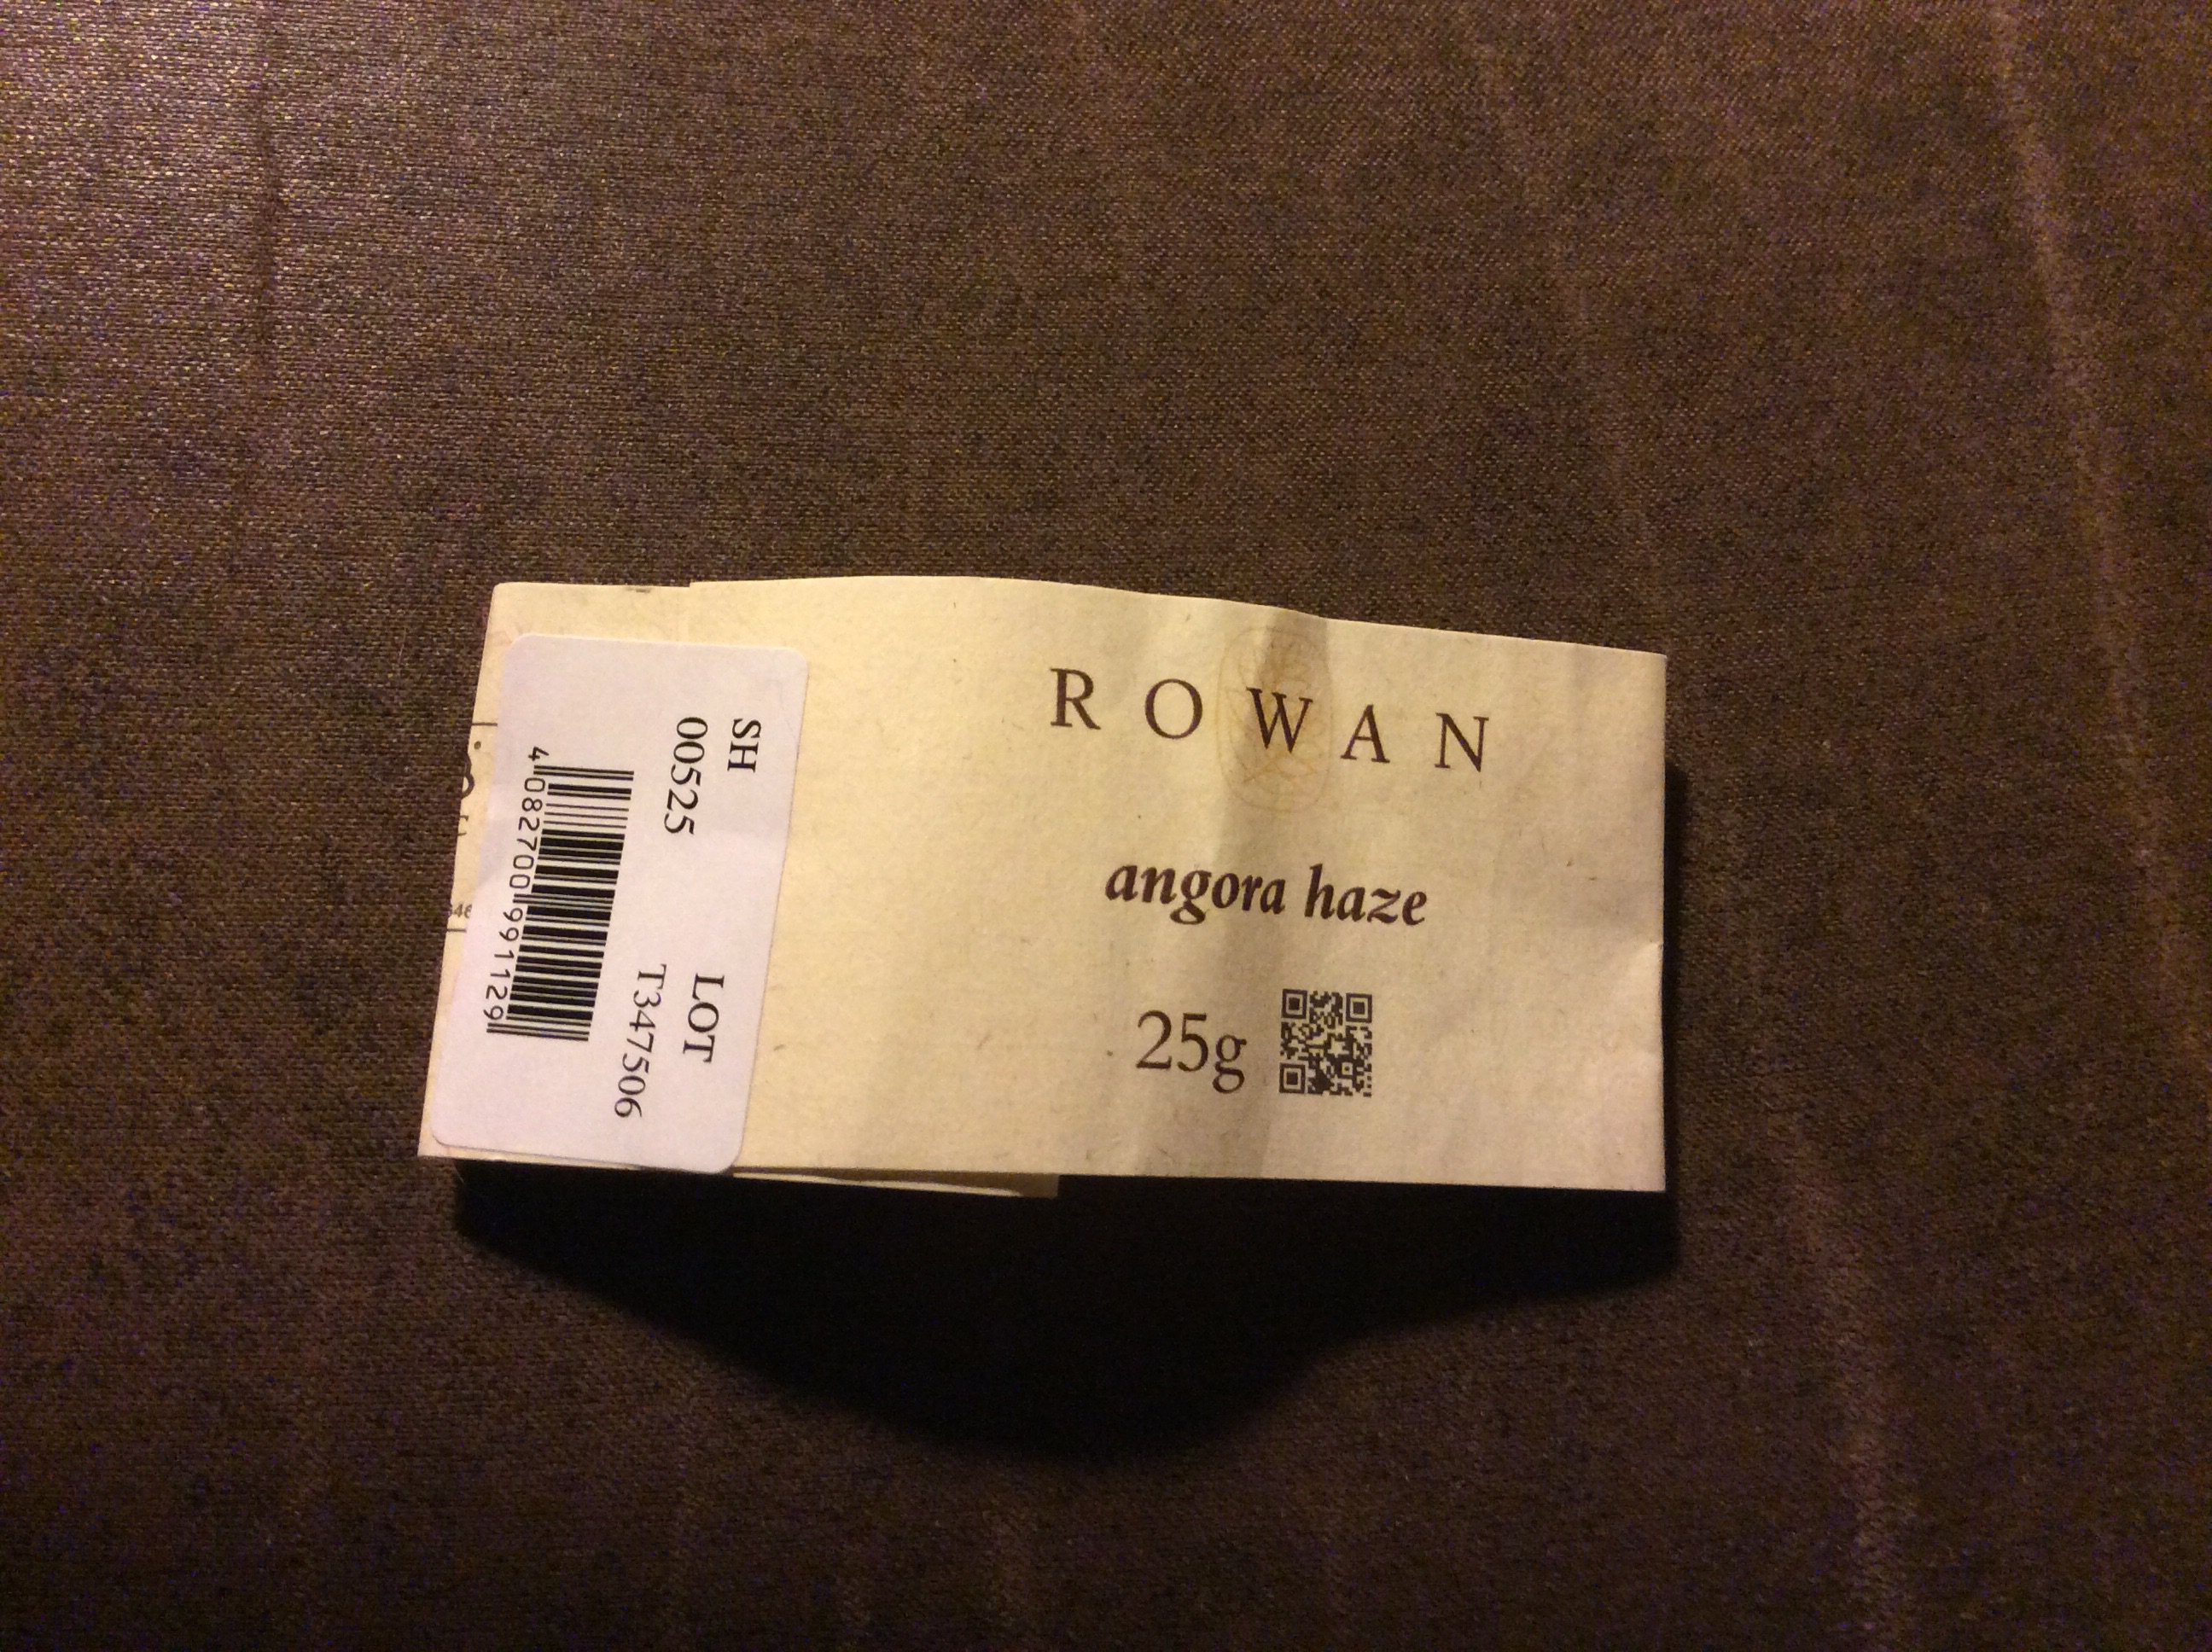 ROWAN
angora haze
25g
SH
00525
LOT
T347506
4 082700 991129